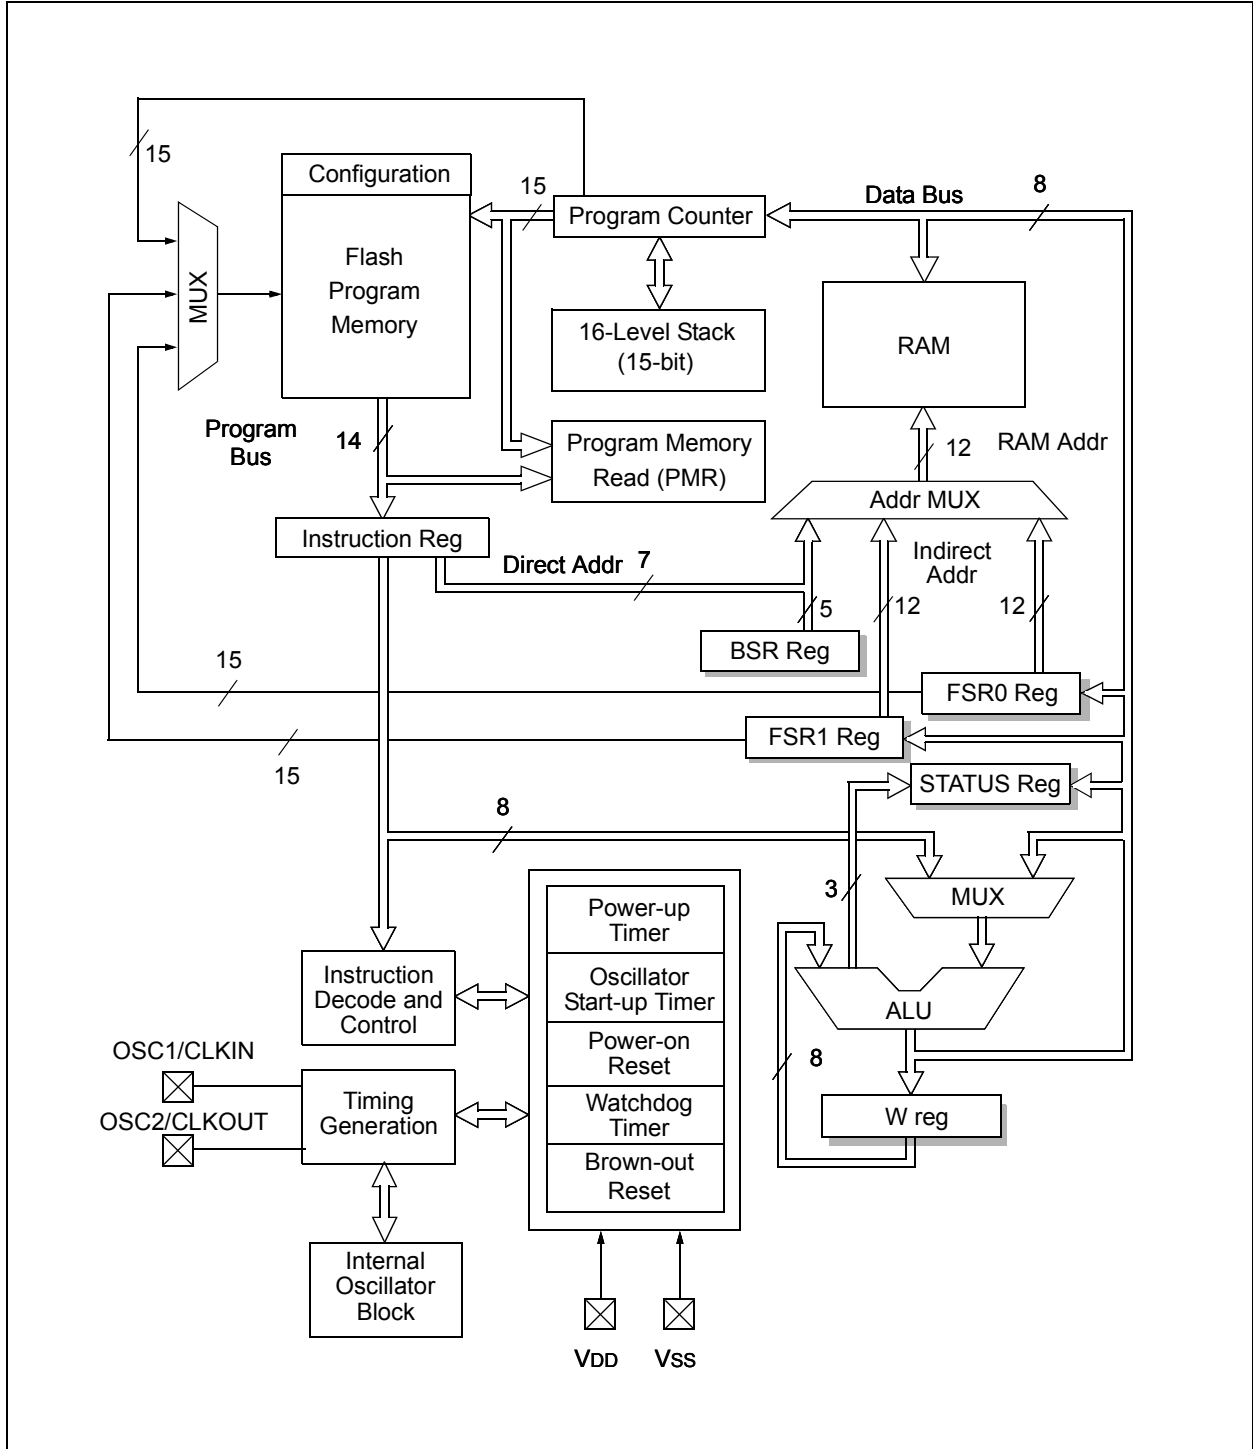 15
Configuration
15
Program Counter
Data Bus
8
MUX
Flash
Program
Memory
16-Level Stack
(15-bit)
RAM
Program
Bus
14
Program Memory
Read (PMR)
12
RAM Addr
Addr MUX
Instruction Reg
Direct Addr
7
Indirect
Addr
5
12
12
BSR Reg
15
FSR0 Reg
FSR1 Reg
15
STATUS Reg
8
3
MUX
Power-up
Timer
Instruction
Decode and
Control
Oscillator
Start-up Timer
ALU
OSC1/CLKIN
Power-on
Reset
8
OSC2/CLKOUT
Timing
Generation
Watchdog
Timer
W reg
Brown-out
Reset
Internal
Oscillator
Block
VDD
VSS